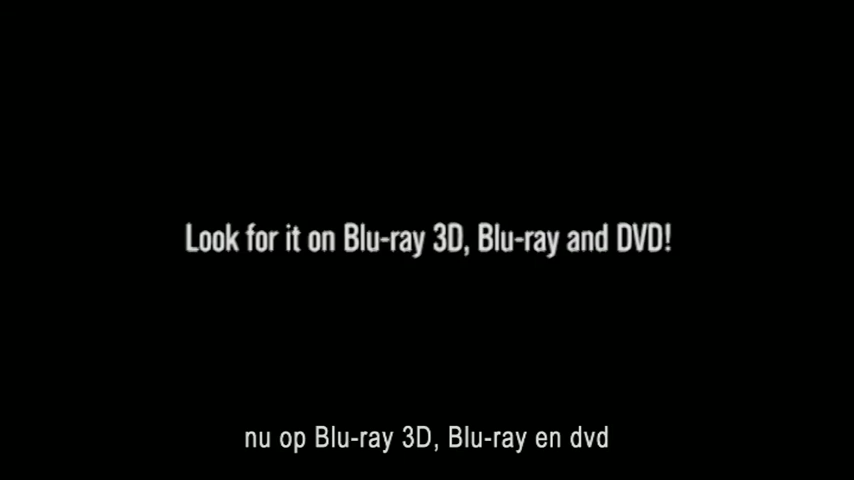 Look for it on Blu-ray 3D, Blu-ray and DVD!
nu op Blu-ray 3D, Blu-ray en dvd